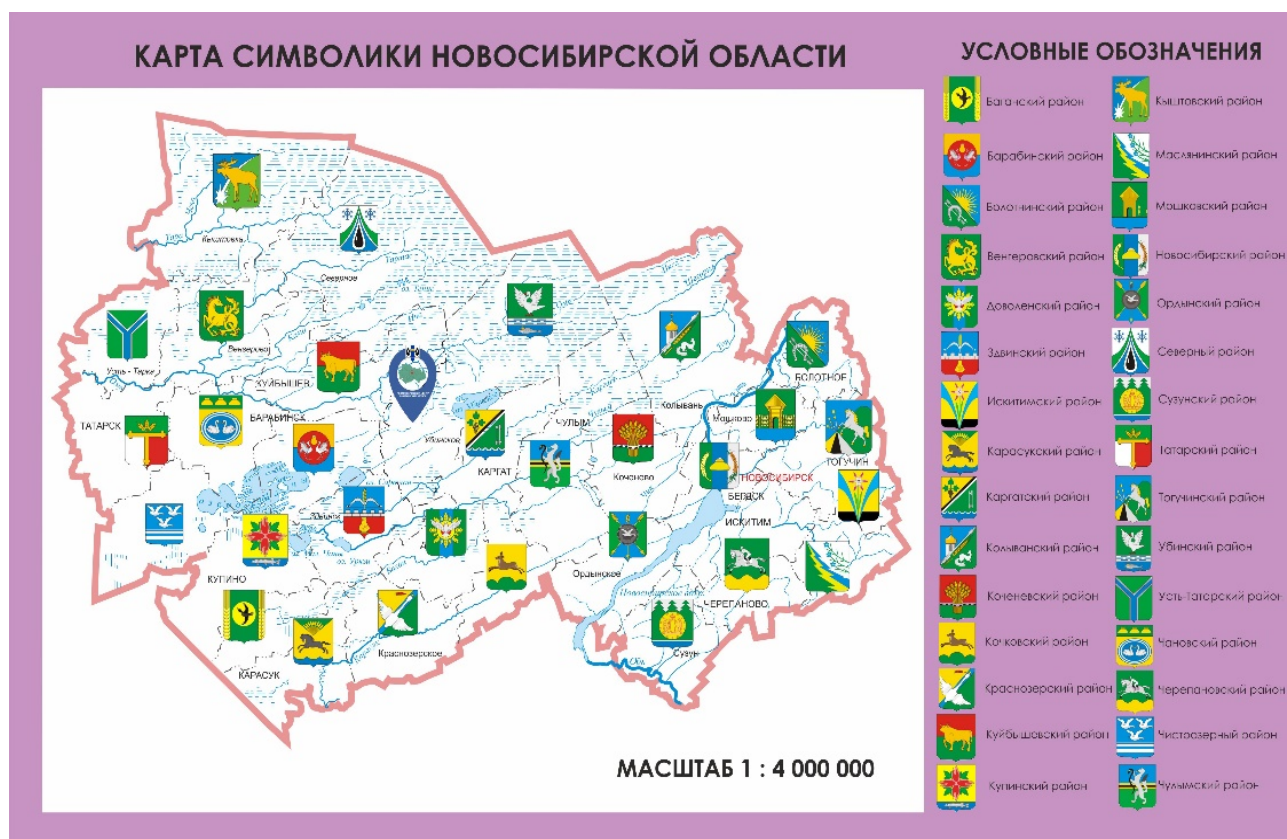 КАРТА СИМВОЛИКИ НОВОСИБИРСКОЙ ОБЛАСТИ
Кыштовка
Северное
Тара
Тартас
Венгерово
Усть - Тарка
КУЙБЫШЕВ
БАРАБИНСК
ТАТАРСК
Убинское
КАРГАТ
ЧУЛЫМ
Коченево
Колывань
Мошково
БОЛОТНОЕ
ТОГУЧИН
НОВОСИБИРСК
БЕРДСК
ИСКИТИМ
Ордынское
ЧЕРЕПАНОВО
Сузун
Обь
КУПИНО
КАРАСУК
Краснозерское
МАСШТАБ 1 : 4 000 000
УСЛОВНЫЕ ОБОЗНАЧЕНИЯ
Баганский район
Барабинский район
Болотнинский район
Венгеровский район
Доволенский район
Здвинский район
Искитимский район
Карасукский район
Каргатский район
Колыванский район
Коченевский район
Кочковский район
Краснозерский район
Куйбышевский район
Купинский район
Кыштовский район
Маслянинский район
Мошковский район
Новосибирский район
Ордынский район
Северный район
Сузунский район
Татарский район
Тогучинский район
Убинский район
Усть-Таторский район
Чановский район
Черепановский район
Чистоозерный район
Чулымский район